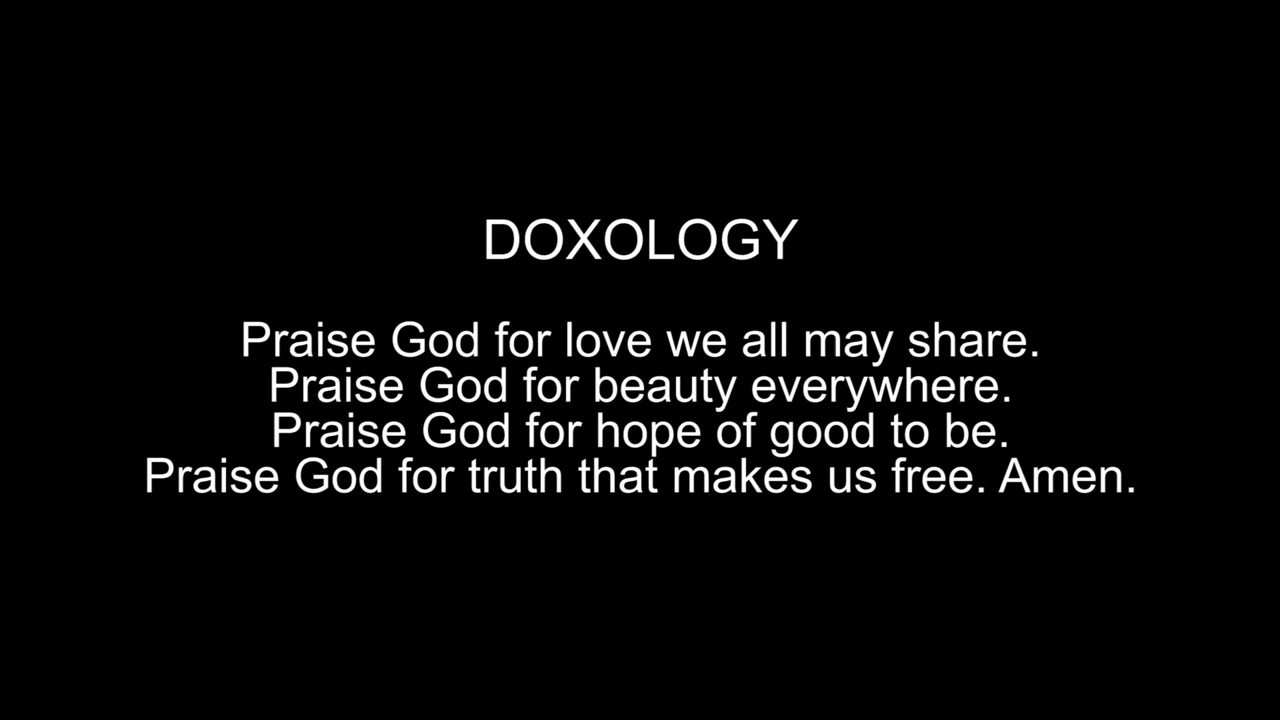 DOXOLOGY
Praise God for love we all may share.
Praise God for beauty everywhere.
Praise God for hope of good to be.
Praise God for truth that makes us free. Amen.